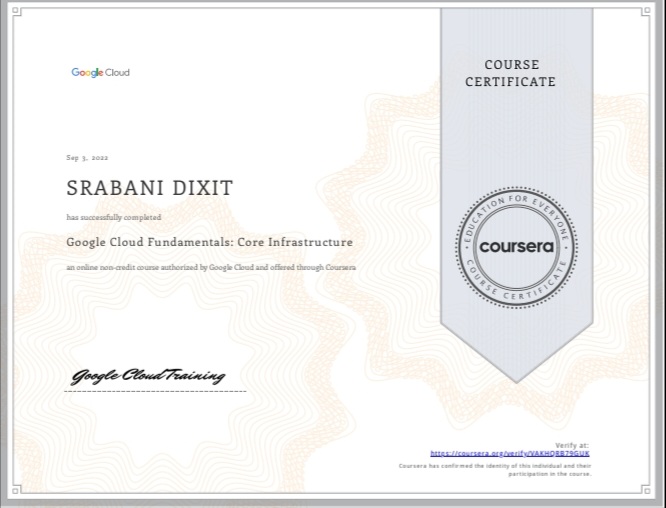 Google Cloud
COURSE
CERTIFICATE
Sep 3, 2022
SRABANI DIXIT
has successfully completed
Google Cloud Fundamentals: Core Infrastructure
an online non-credit course authorized by Google Cloud and offered through Coursera
EDUCATION FOR EVERYONE
coursera
COURSE CERTIFICATE
Google Cloud Training
Verify at:
https://coursera.org/verify/VAKHQRB79GUK
Coursera has confirmed the identity of this individual and their
participation in the course.